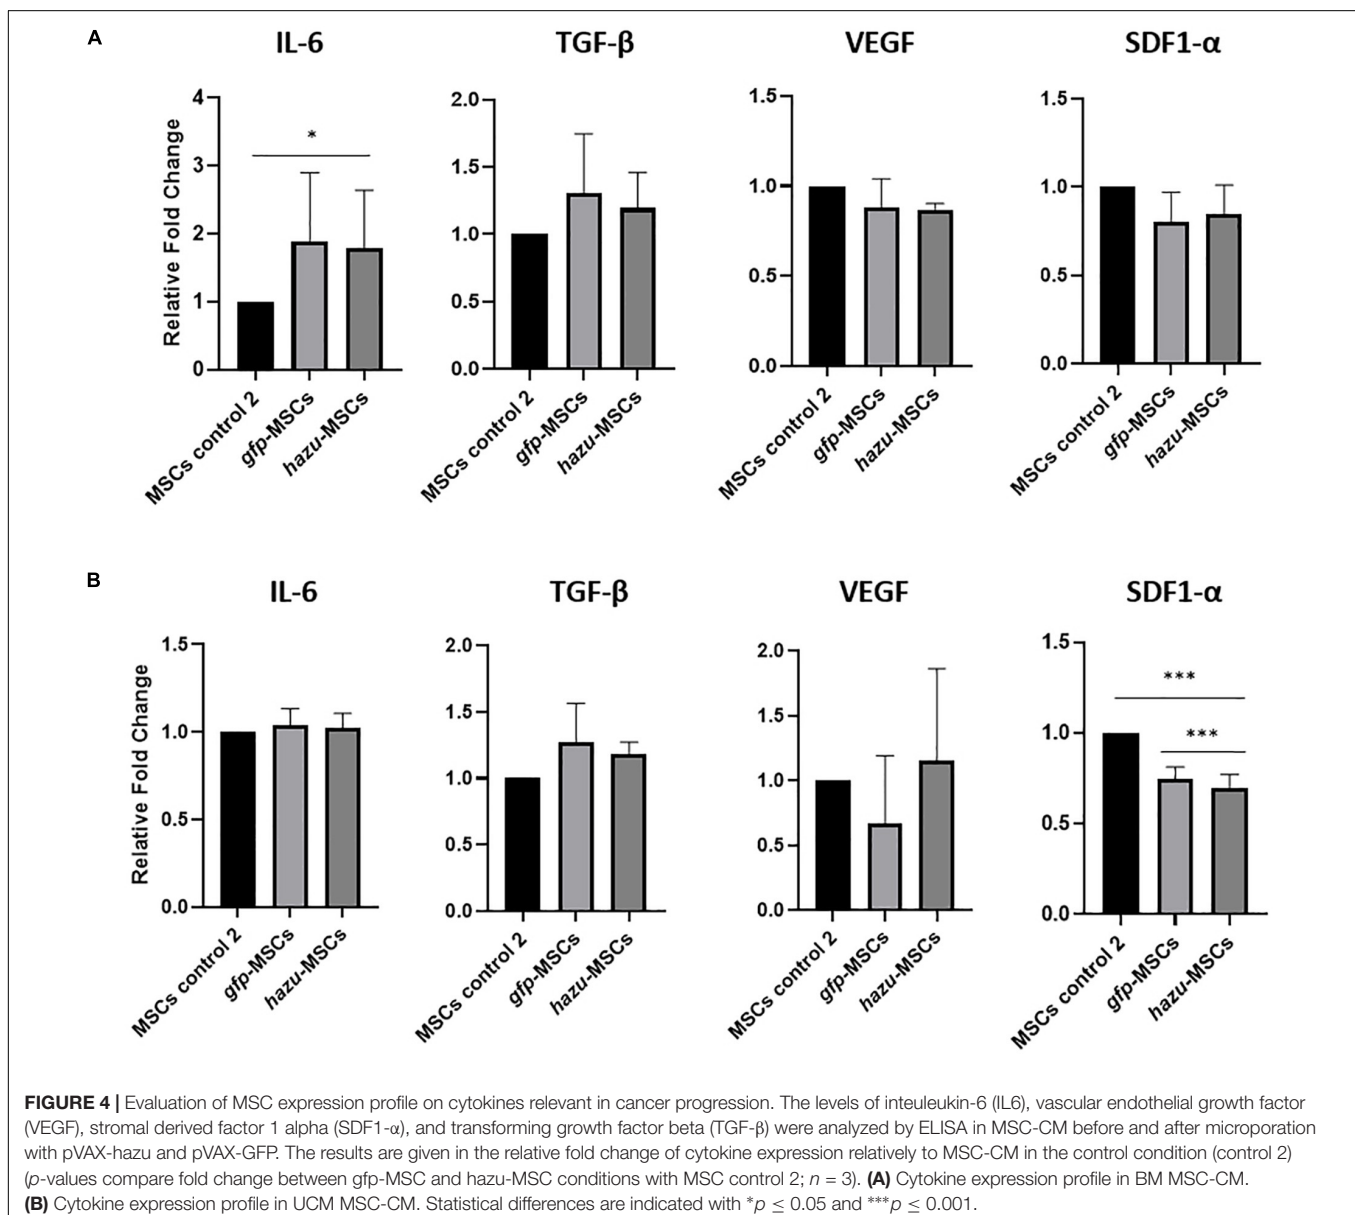 A
IL-6
TGF-β
VEGF
SDF1-α
Relative Fold Change
4
3
2
1
0
*
MSCs control 2
gfp-MSCs
hazu-MSCs
2.0
1.5
1.0
0.5
0.0
MSCs control 2
gfp-MSCs
hazu-MSCs
1.5
1.0
0.5
0.0
MSCs control 2
gfp-MSCs
hazu-MSCs
1.5
1.0
0.5
0.0
MSCs control 2
gfp-MSCs
hazu-MSCs
B
IL-6
TGF-β
VEGF
SDF1-α
Relative Fold Change
1.5
1.0
0.5
0.0
MSCs control 2
gfp-MSCs
hazu-MSCs
2.0
1.5
1.0
0.5
0.0
MSCs control 2
gfp-MSCs
hazu-MSCs
2.0
1.5
1.0
0.5
0.0
MSCs control 2
gfp-MSCs
hazu-MSCs
1.5
1.0
0.5
0.0
***
***
MSCs control 2
gfp-MSCs
hazu-MSCs
FIGURE 4 | Evaluation of MSC expression profile on cytokines relevant in cancer progression. The levels of inteuleukin-6 (IL6), vascular endothelial growth factor
(VEGF), stromal derived factor 1 alpha (SDF1-α), and transforming growth factor beta (TGF-β) were analyzed by ELISA in MSC-CM before and after microporation
with pVAX-hazu and pVAX-GFP. The results are given in the relative fold change of cytokine expression relatively to MSC-CM in the control condition (control 2)
(p-values compare fold change between gfp-MSC and hazu-MSC conditions with MSC control 2; n = 3). (A) Cytokine expression profile in BM MSC-CM.
(B) Cytokine expression profile in UCM MSC-CM. Statistical differences are indicated with *p ≤ 0.05 and ***p ≤ 0.001.